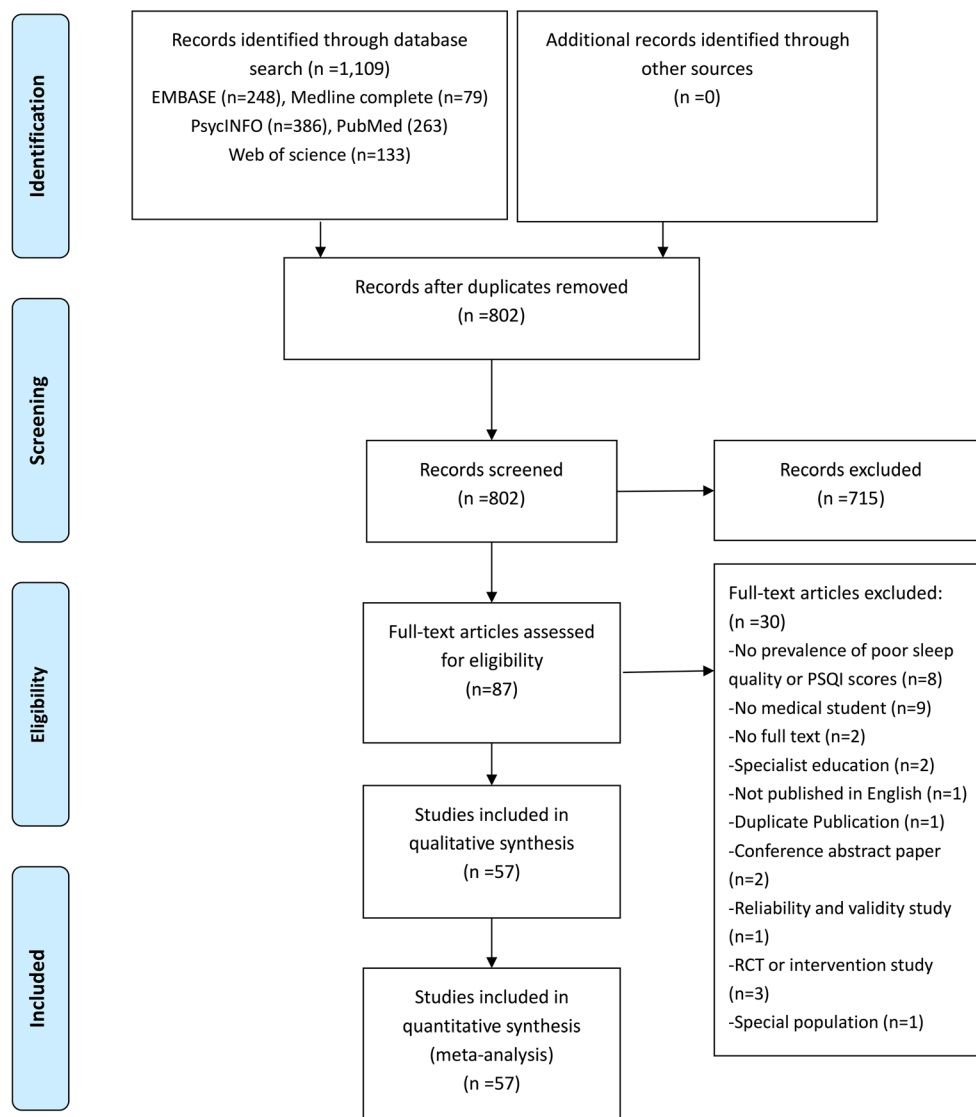 Identification
Records identified through database
search (n =1,109)
EMBASE (n=248), Medline complete (n=79)
PsycINFO (n=386), PubMed (263)
Web of science (n=133)
Additional records identified through
other sources
(n =0)
Records after duplicates removed
(n =802)
Screening
Records screened
(n =802)
Records excluded
(n =715)
Eligibility
Full-text articles assessed
for eligibility
(n=87)
Full-text articles excluded:
(n =30)
-No prevalence of poor sleep
quality or PSQI scores (n=8)
-No medical student (n=9)
-No full text (n=2)
-Specialist education (n=2)
-Not published in English (n=1)
-Duplicate Publication (n=1)
-Conference abstract paper
(n=2)
-Reliability and validity study
(n=1)
-RCT or intervention study
(n=3)
-Special population (n=1)
Studies included in
qualitative synthesis
(n =57)
Included
Studies included in
quantitative synthesis
(meta-analysis)
(n =57)